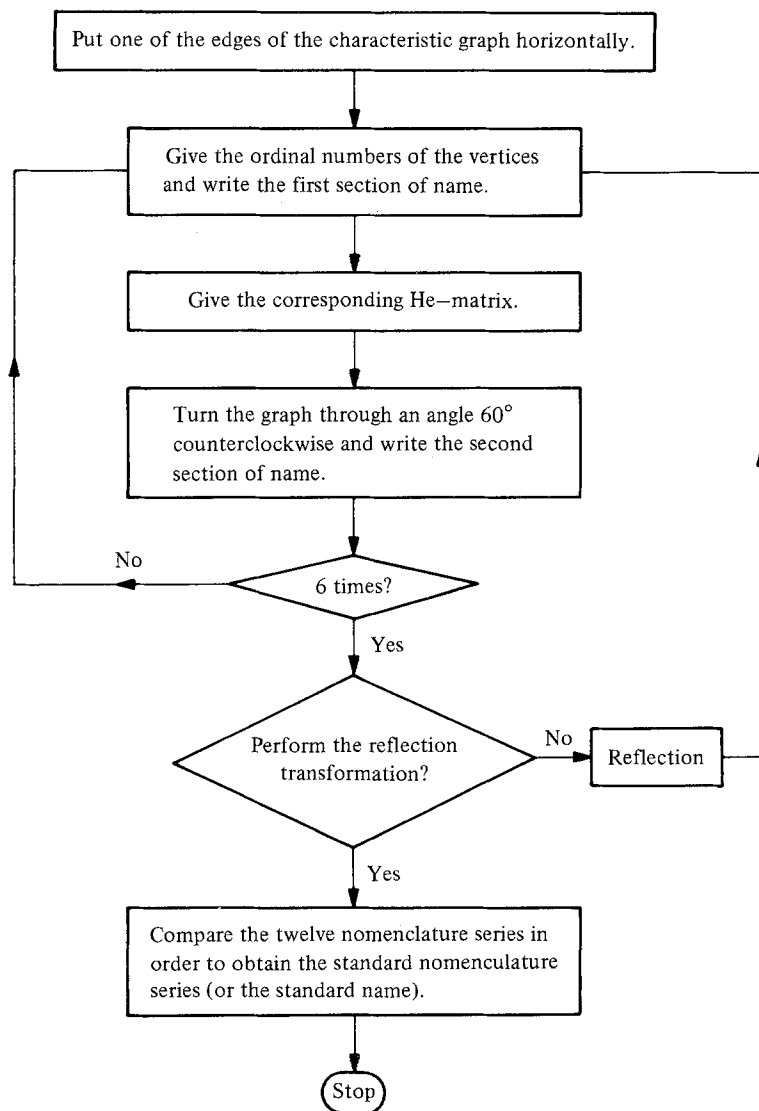 Put one of the edges of the characteristic graph horizontally.
Give the ordinal numbers of the vertices
and write the first section of name.
Give the corresponding He—matrix.
Turn the graph through an angle 60°
counterclockwise and write the second
section of name.
No
6 times?
Yes
Perform the reflection
transformation?
No
Reflection
Yes
Compare the twelve nomenclature series in
order to obtain the standard nomenculature
series (or the standard name).
Stop